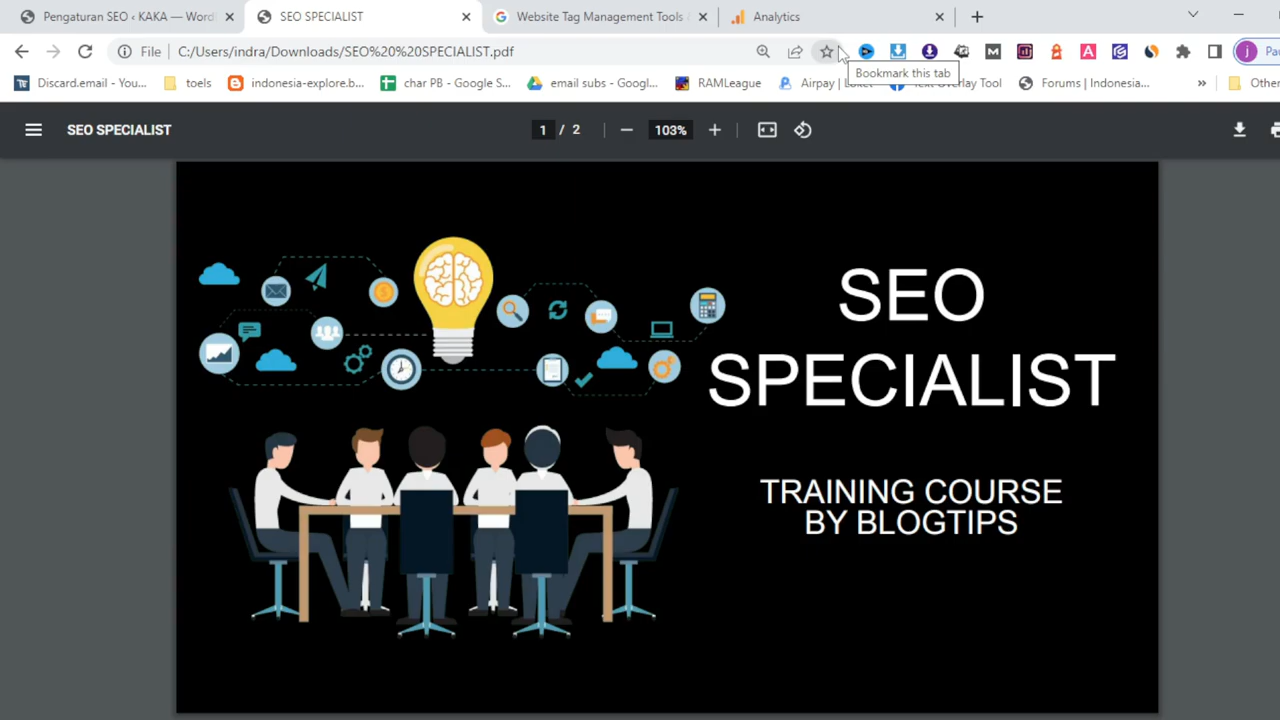 Pengaturan SEO ‹ KAKA — Word
SEO SPECIALIST
Website Tag Management Tools
Analytics
File
C:/Users/indra/Downloads/SEO%20%20SPECIALIST.pdf
Bookmark this tab
Discard.email - You...
toels
indonesia-explore.b...
char PB - Google S...
email subs - Googl...
RAMLeague
Airpay |
Text Overlay Tool
Forums | Indonesia...
»
SEO SPECIALIST
1 / 2
103%
SEO
SPECIALIST
TRAINING COURSE
BY BLOGTIPS